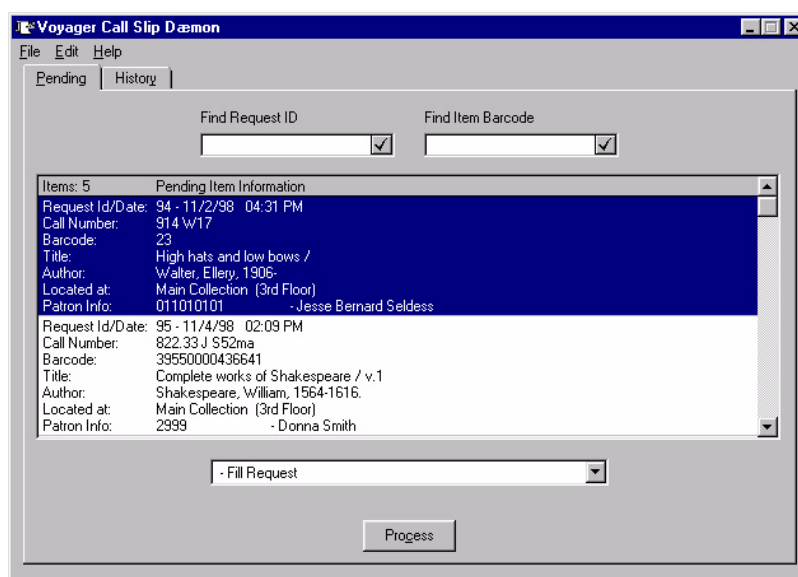 Voyager Call Slip Dæmon
File Edit Help
Pending History
Find Request ID Find Item Barcode
Items: 5 Pending Item Information
Request Id/Date: 94 - 11/2/98 04:31 PM
Call Number: 914 W17
Barcode: 23
Title: High hats and low bows /
Author: Walter, Ellery, 1906-
Located at: Main Collection (3rd Floor)
Patron Info: 011010101 - Jesse Bernard Seldess
Request Id/Date: 95 - 11/4/98 02:09 PM
Call Number: 822.33 J S52ma
Barcode: 39550000436641
Title: Complete works of Shakespeare / v.1
Author: Shakespeare, William, 1564-1616.
Located at: Main Collection (3rd Floor)
Patron Info: 2999 - Donna Smith
- Fill Request
Process